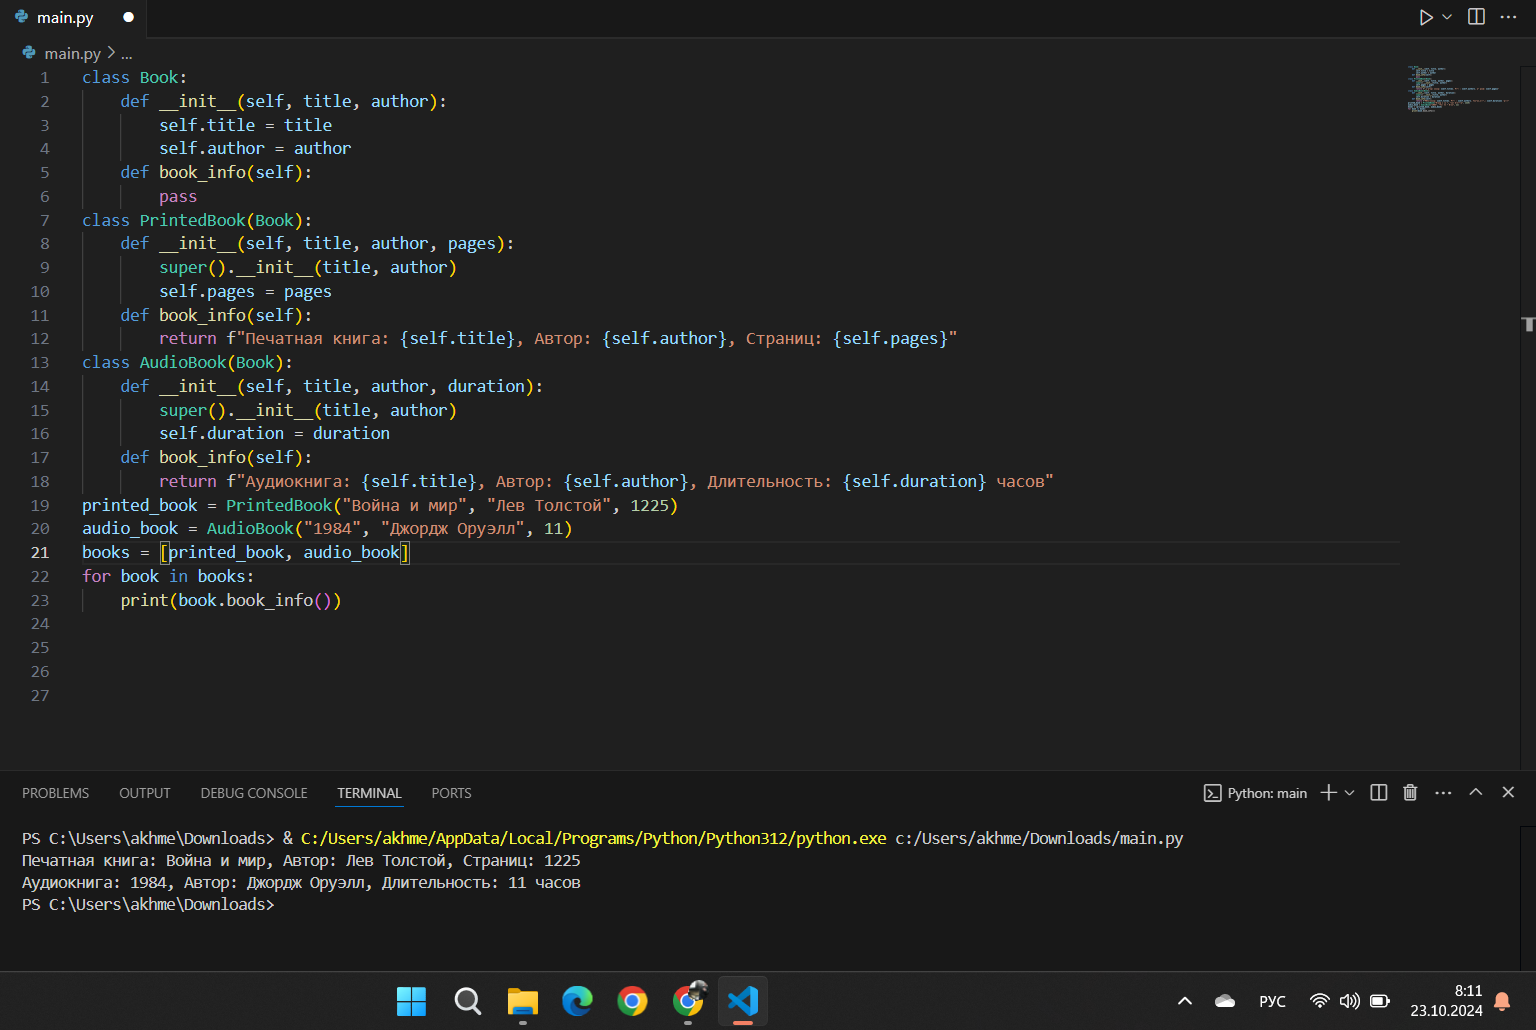 main.py
main.py > ...
1 class Book:
2 def __init__(self, title, author):
3 self.title = title
4 self.author = author
5 def book_info(self):
6 pass
7 class PrintedBook(Book):
8 def __init__(self, title, author, pages):
9 super().__init__(title, author)
10 self.pages = pages
11 def book_info(self):
12 return f"Печатная книга: {self.title}, Автор: {self.author}, Страниц: {self.pages}"
13 class AudioBook(Book):
14 def __init__(self, title, author, duration):
15 super().__init__(title, author)
16 self.duration = duration
17 def book_info(self):
18 return f"Аудиокнига: {self.title}, Автор: {self.author}, Длительность: {self.duration} часов"
19 printed_book = PrintedBook("Война и мир", "Лев Толстой", 1225)
20 audio_book = AudioBook("1984", "Джордж Оруэлл", 11)
21 books = [printed_book, audio_book]
22 for book in books:
23 print(book.book_info())
24
25
26
27
PROBLEMS OUTPUT DEBUG CONSOLE TERMINAL PORTS Python: main
PS C:\Users\akhme\Downloads> & C:/Users/akhme/AppData/Local/Programs/Python/Python312/python.exe c:/Users/akhme/Downloads/main.py
Печатная книга: Война и мир, Автор: Лев Толстой, Страниц: 1225
Аудиокнига: 1984, Автор: Джордж Оруэлл, Длительность: 11 часов
PS C:\Users\akhme\Downloads>
РУС
8:11
23.10.2024